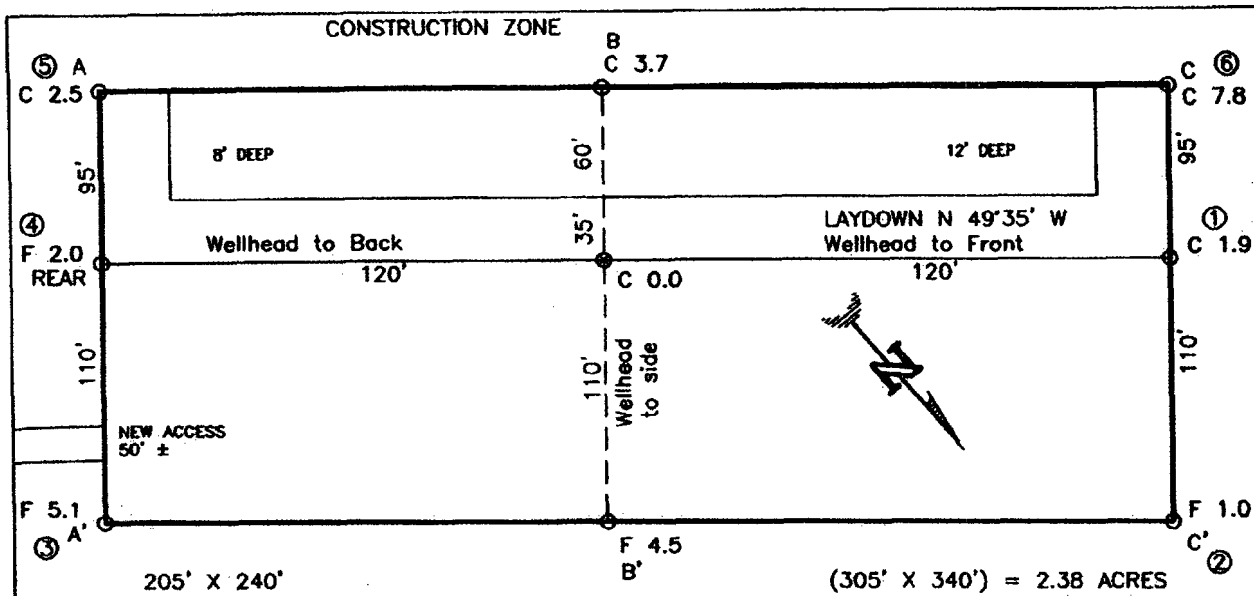 CONSTRUCTION ZONE
⑤ A
C 2.5
B
C 3.7
C ⑥
C 7.8
8' DEEP
12' DEEP
95'
60'
95'
④
F 2.0
REAR
Wellhead to Back
120'
35'
C 0.0
LAYDOWN N 49°35' W
Wellhead to Front
120'
①
C 1.9
110'
110'
Wellhead
to side
110'
N
NEW ACCESS
50' ±
F 5.1
③ A'
F 4.5
B'
F 1.0
C' ②
205' X 240'
(305' X 340') = 2.38 ACRES